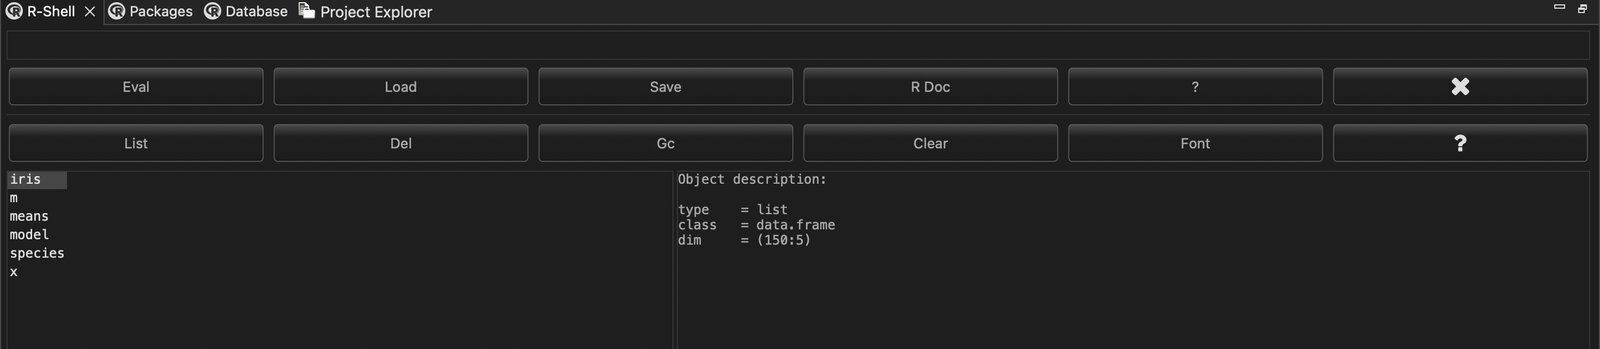 R-Shell Packages Database Project Explorer
Eval Load Save R Doc ?
List Del Gc Clear Font ?
iris
m
means
model
species
x
Object description:
type    = list
class   = data.frame
dim     = (150:5)